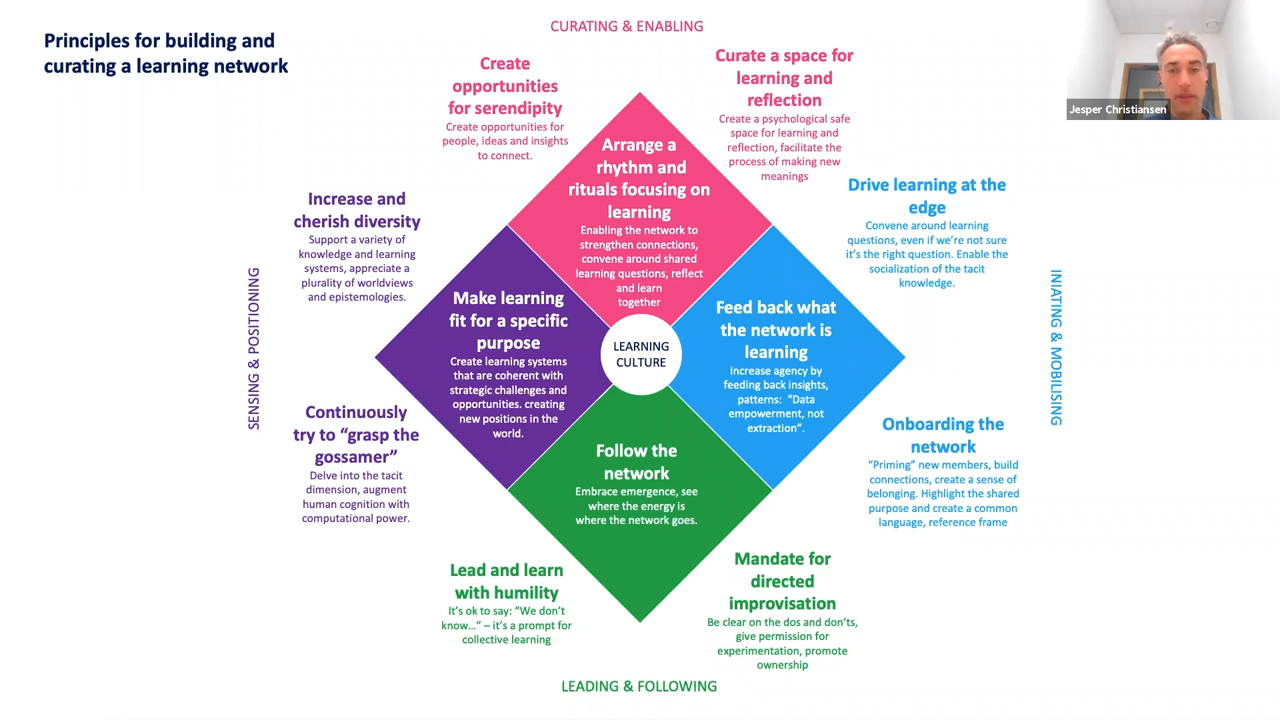 Principles for building and
curating a learning network
CURATING & ENABLING
Create
opportunities
for serendipity
Create opportunities for
people, ideas and insights
to connect.
Curate a space for
learning and
reflection
Create a psychological safe
space for learning and
reflection, facilitate the
process of making new
meanings
Jesper Christiansen
Arrange a
rhythm and
rituals focusing on
learning
Enabling the network to
strengthen connections,
convene around shared
learning questions, reflect
and learn
together
Increase and
cherish diversity
Support a variety of
knowledge and learning
systems, appreciate a
plurality of worldviews
and epistemologies.
Drive learning at the
edge
Convene around learning
questions, even if we're not sure
it's the right question. Enable the
socialization of the tacit
knowledge.
SENSING & POSITIONING
Make learning
fit for a specific
purpose
Create learning systems
that are coherent with
strategic challenges and
opportunities. creating
new positions in the
world.
LEARNING
CULTURE
Feed back what
the network is
learning
Increase agency by
feeding back insights,
patterns: “Data
empowerment, not
extraction”.
INIATING & MOBILISING
Continuously
try to “grasp the
gossamer”
Delve into the tacit
dimension, augment
human cognition with
computational power.
Follow the
network
Embrace emergence, see
where the energy is
where the network goes.
Onboarding the
network
“Priming” new members, build
connections, create a sense of
belonging. Highlight the shared
purpose and create a common
language, reference frame
Lead and learn
with humility
It's ok to say: “We don't
know…” – it's a prompt for
collective learning
Mandate for
directed
improvisation
Be clear on the dos and don'ts,
give permission for
experimentation, promote
ownership
LEADING & FOLLOWING